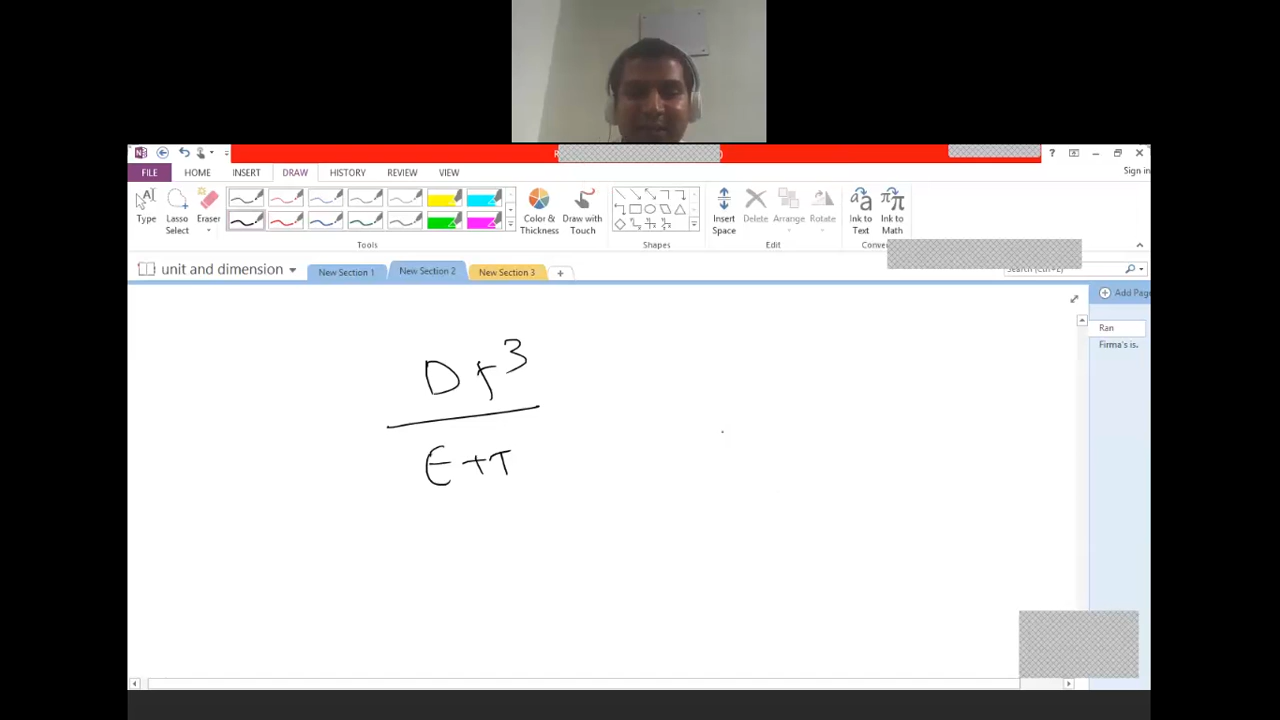 FILE HOME INSERT DRAW HISTORY REVIEW VIEW Sign in
Type Lasso Select Eraser Color & Thickness Draw with Touch Insert Space Delete Arrange Rotate Ink to Text Ink to Math
Tools Shapes Edit
unit and dimension New Section 1 New Section 2 New Section 3
Add Pag
Ran
Firma's is.
D t³
E+T